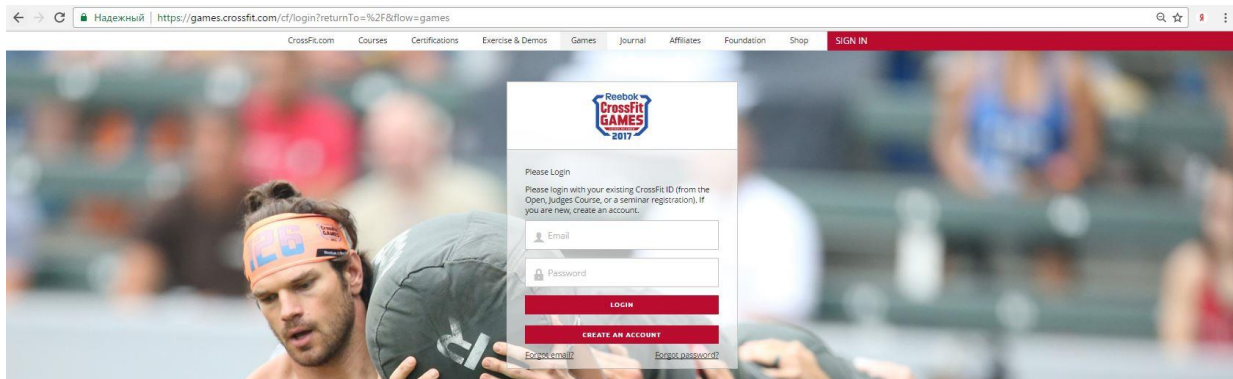 Надежный | https://games.crossfit.com/cf/login?returnTo=%2F&flow=games
CrossFit.com Courses Certifications Exercise & Demos Games Journal Affiliates Foundation Shop SIGN IN
Reebok
CrossFit
GAMES
2017
Please Login
Please login with your existing CrossFit ID (from the
Open, Judges Course, or a seminar registration). If
you are new, create an account.
Email
Password
LOGIN
CREATE AN ACCOUNT
Forgot email? Forgot password?
126